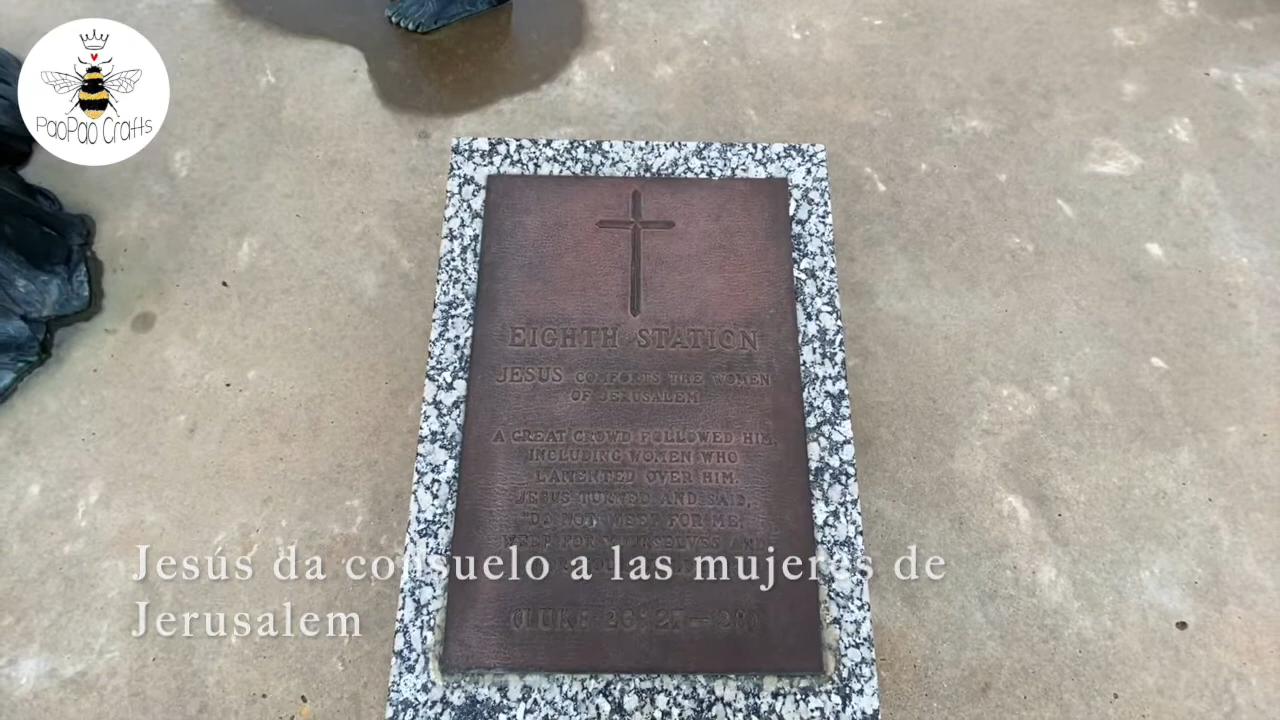 PaoPao Crafts
EIGHTH STATION
JESUS COMFORTS THE WOMEN
OF JERUSALEM
A GREAT CROWD FOLLOWED HIM,
INCLUDING WOMEN WHO
LAMENTED OVER HIM.
JESUS TURNED AND SAID,
"DO NOT WEEP FOR ME;
WEEP FOR YOURSELVES AND
Jesús da consuelo a las mujeres de
Jerusalem